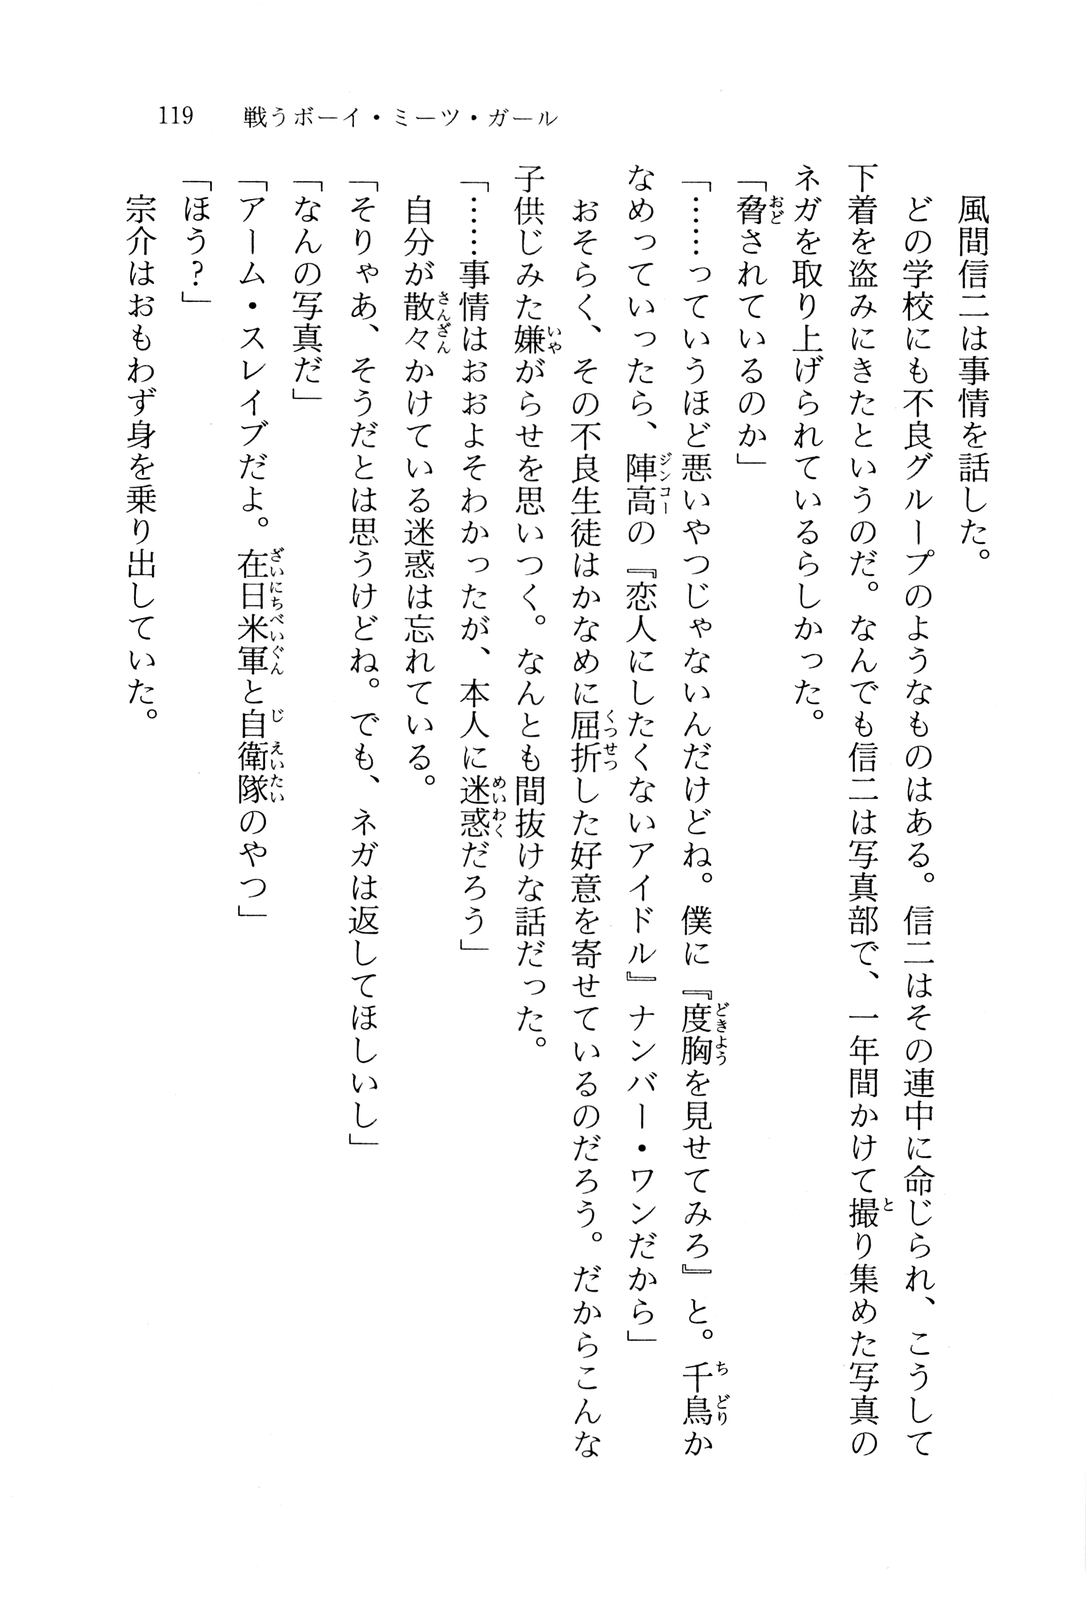 119　戦うボーイ・ミーツ・ガール
　風間信二は事情を話した。
　どの学校にも不良グループのようなものはある。信二はその連中に命じられ、こうして
下着を盗みにきたというのだ。なんでも信二は写真部で、一年間かけて撮り集めた写真の
ネガを取り上げられているらしかった。
「脅されているのか」
「……っていうほど悪いやつじゃないんだけどね。僕に『度胸を見せてみろ』と。千鳥か
なめっていったら、陣高の『恋人にしたくないアイドル』ナンバー・ワンだから」
　おそらく、その不良生徒はかなめに屈折した好意を寄せているのだろう。だからこんな
子供じみた嫌がらせを思いつく。なんとも間抜けな話だった。
「……事情はおおよそわかったが、本人に迷惑だろう」
　自分が散々かけている迷惑は忘れている。
「そりゃあ、そうだとは思うけどね。でも、ネガは返してほしいし」
「なんの写真だ」
「アーム・スレイブだよ。在日米軍と自衛隊のやつ」
「ほう？」
　宗介はおもわず身を乗り出していた。